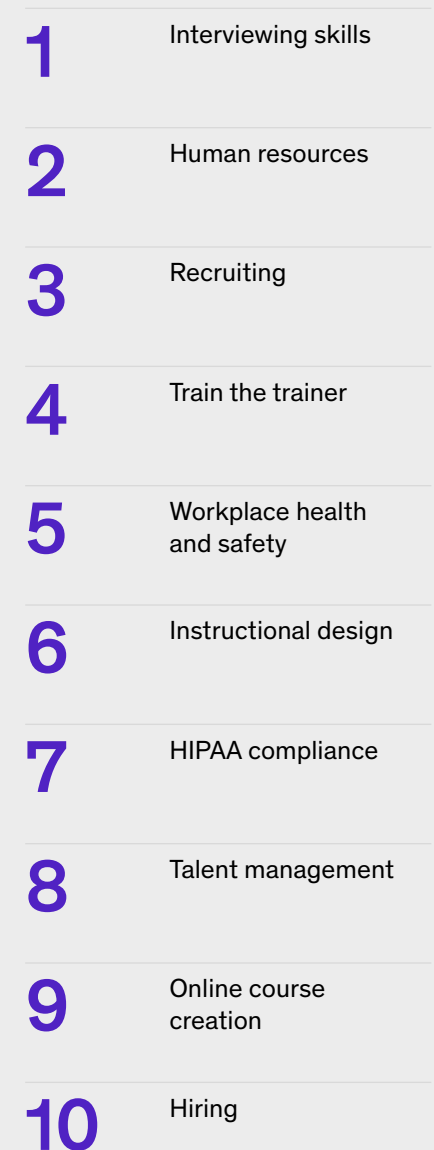 1 Interviewing skills
2 Human resources
3 Recruiting
4 Train the trainer
5 Workplace health
and safety
6 Instructional design
7 HIPAA compliance
8 Talent management
9 Online course
creation
10 Hiring